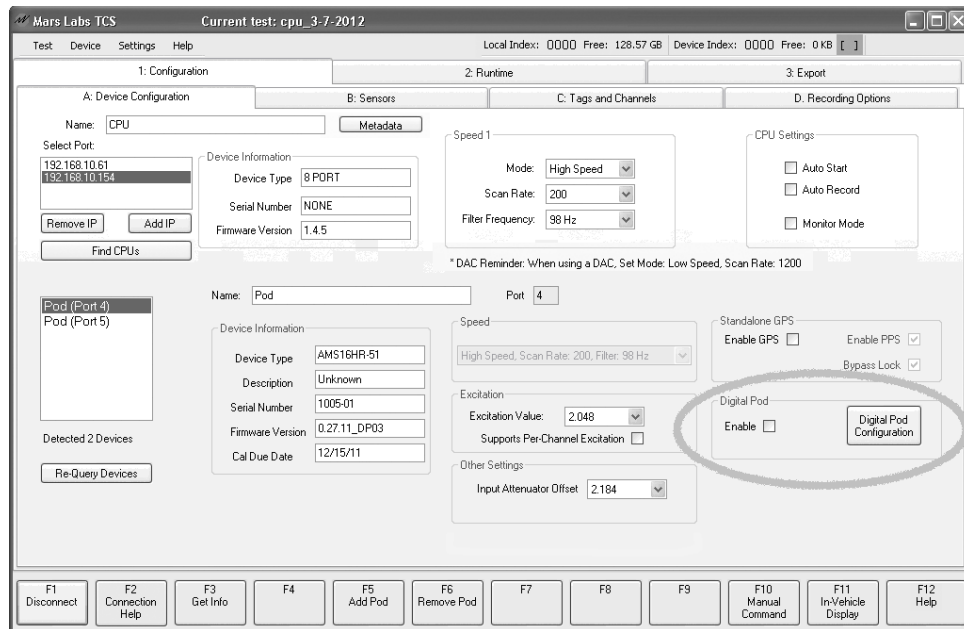 Mars Labs TCS Current test: cpu_3-7-2012
Test Device Settings Help Local Index: 0000 Free: 128.57 GB Device Index: 0000 Free: 0 KB [ ]
1: Configuration 2: Runtime 3: Export
A: Device Configuration B: Sensors C: Tags and Channels D. Recording Options
Name: CPU Metadata
Select Port:
192.168.10.61
192.168.10.154
Remove IP Add IP
Find CPUs
Device Information
Device Type 8 PORT
Serial Number NONE
Firmware Version 1.4.5
Speed 1
Mode: High Speed
Scan Rate: 200
Filter Frequency: 98 Hz
CPU Settings
Auto Start
Auto Record
Monitor Mode
* DAC Reminder: When using a DAC, Set Mode: Low Speed, Scan Rate: 1200
Pod (Port 4)
Pod (Port 5)
Detected 2 Devices
Re-Query Devices
Name: Pod Port 4
Device Information
Device Type AMS16HR-51
Description Unknown
Serial Number 1005-01
Firmware Version 0.27.11_DP03
Cal Due Date 12/15/11
Speed
High Speed, Scan Rate: 200, Filter: 98 Hz
Excitation
Excitation Value: 2.048
Supports Per-Channel Excitation
Other Settings
Input Attenuator Offset 2.184
Standalone GPS
Enable GPS Enable PPS
Bypass Lock
Digital Pod
Enable
Digital Pod
Configuration
F1
Disconnect
F2
Connection
Help
F3
Get Info
F4
F5
Add Pod
F6
Remove Pod
F7
F8
F9
F10
Manual
Command
F11
In-Vehicle
Display
F12
Help